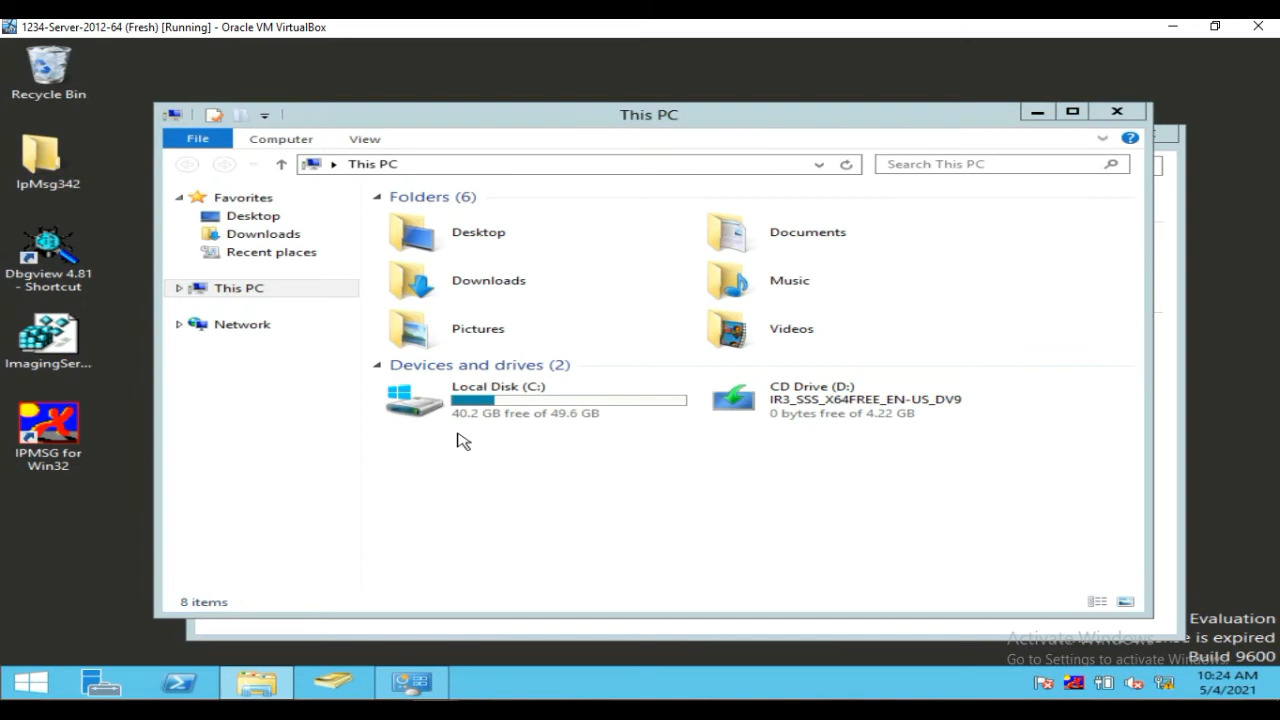 1234-Server-2012-64 (Fresh) [Running] - Oracle VM VirtualBox
Recycle Bin
IpMsg342
Dbgview 4.81
- Shortcut
ImagingSer...
IPMSG for
Win32
This PC
File
Computer
View
This PC
Search This PC
Favorites
Desktop
Downloads
Recent places
This PC
Network
Folders (6)
Desktop
Documents
Downloads
Music
Pictures
Videos
Devices and drives (2)
Local Disk (C:)
40.2 GB free of 49.6 GB
CD Drive (D:)
IR3_SSS_X64FREE_EN-US_DV9
0 bytes free of 4.22 GB
8 items
Evaluation
Activate Windows
is expired
Go to Settings to activate Windows.
Build 9600
10:24 AM
5/4/2021